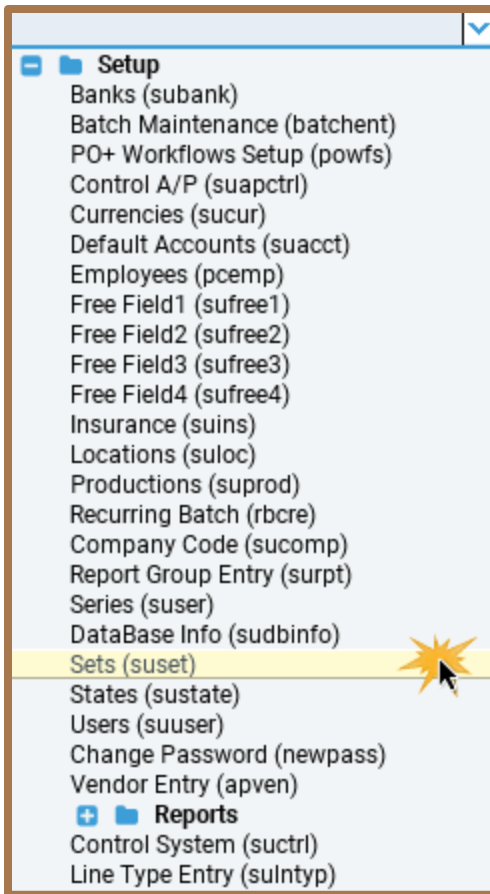 Setup
Banks (subank)
Batch Maintenance (batchent)
PO+ Workflows Setup (powfs)
Control A/P (suapctrl)
Currencies (sucur)
Default Accounts (suacct)
Employees (pcemp)
Free Field1 (sufree1)
Free Field2 (sufree2)
Free Field3 (sufree3)
Free Field4 (sufree4)
Insurance (suins)
Locations (suloc)
Productions (suprod)
Recurring Batch (rbcre)
Company Code (sucomp)
Report Group Entry (surpt)
Series (suser)
DataBase Info (sudbinfo)
Sets (suset)
States (sustate)
Users (suuser)
Change Password (newpass)
Vendor Entry (apven)
Reports
Control System (suctrl)
Line Type Entry (sulntyp)